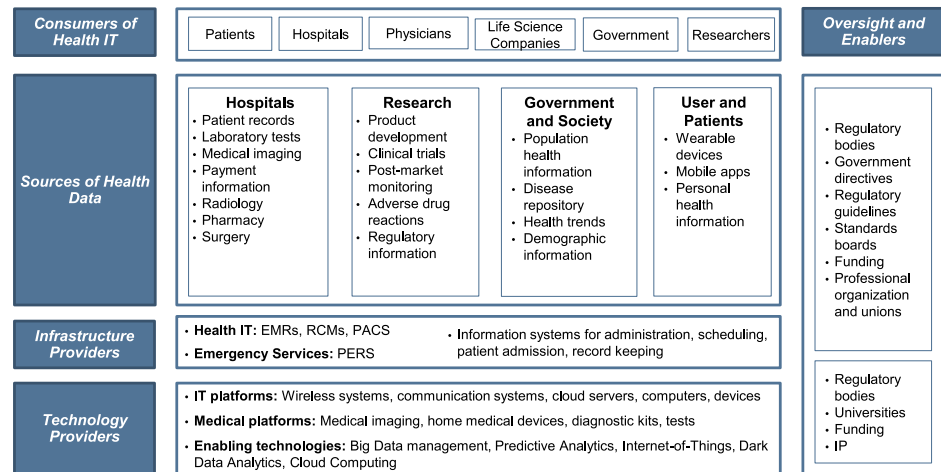 Consumers of
Health IT
Patients
Hospitals
Physicians
Life Science
Companies
Government
Researchers
Oversight and
Enablers
Sources of Health
Data
Hospitals
• Patient records
• Laboratory tests
• Medical imaging
• Payment
information
• Radiology
• Pharmacy
• Surgery
Research
• Product
development
• Clinical trials
• Post-market
monitoring
• Adverse drug
reactions
• Regulatory
information
Government
and Society
• Population
health
information
• Disease
repository
• Health trends
• Demographic
information
User and
Patients
• Wearable
devices
• Mobile apps
• Personal
health
information
• Regulatory
bodies
• Government
directives
• Regulatory
guidelines
• Standards
boards
• Funding
• Professional
organization
and unions
Infrastructure
Providers
• Health IT: EMRs, RCMs, PACS
• Emergency Services: PERS
• Information systems for administration, scheduling,
patient admission, record keeping
Technology
Providers
• IT platforms: Wireless systems, communication systems, cloud servers, computers, devices
• Medical platforms: Medical imaging, home medical devices, diagnostic kits, tests
• Enabling technologies: Big Data management, Predictive Analytics, Internet-of-Things, Dark
Data Analytics, Cloud Computing
• Regulatory
bodies
• Universities
• Funding
• IP